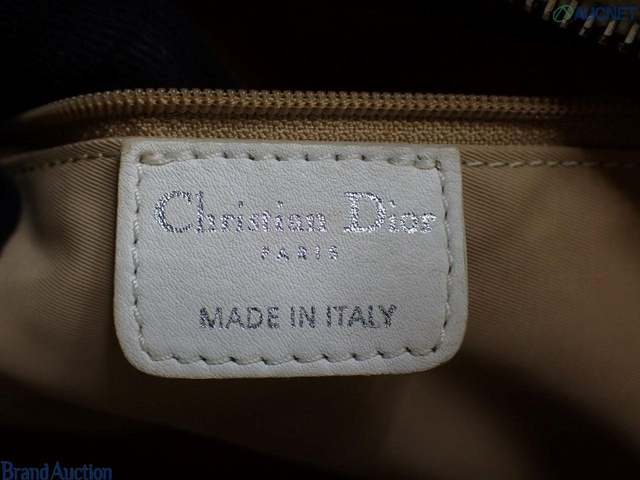 AUCNET
Christian Dior
PARIS
MADE IN ITALY
Brand Auction